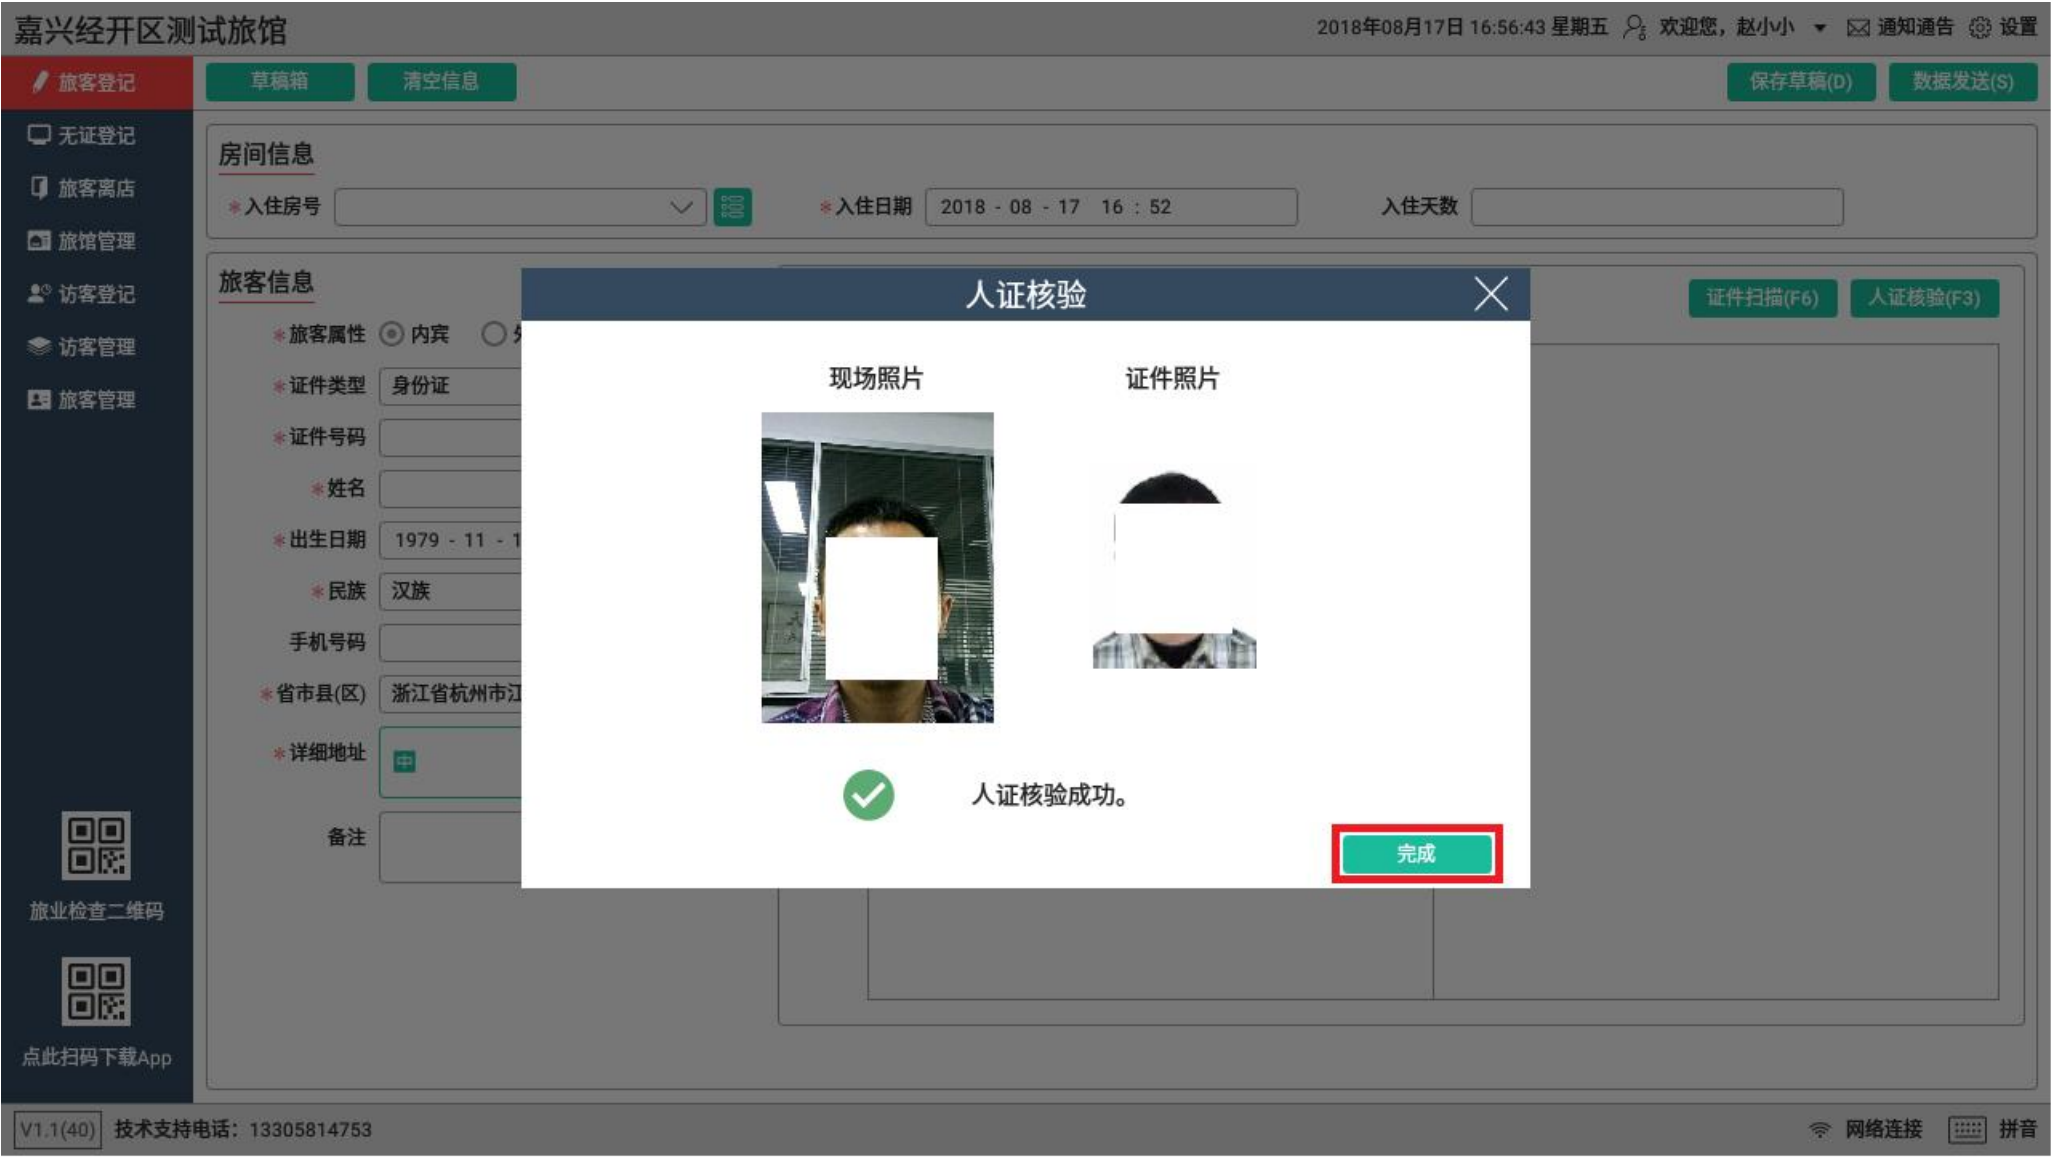 嘉兴经开区测试旅馆
2018年08月17日 16:56:43 星期五 欢迎您，赵小小 通知通告 设置
旅客登记
无证登记
旅客离店
旅馆管理
访客登记
访客管理
旅客管理
旅业检查二维码
点此扫码下载App
草稿箱 清空信息 保存草稿(D) 数据发送(S)
房间信息
*入住房号 *入住日期 2018 - 08 - 17 16 : 52 入住天数
旅客信息
证件扫描(F6) 人证核验(F3)
*旅客属性 内宾
*证件类型 身份证
*证件号码
*姓名
*出生日期 1979 - 11 - 1
*民族 汉族
手机号码
*省市县(区) 浙江省杭州市江
*详细地址 中
备注
人证核验
现场照片 证件照片
人证核验成功。
完成
V1.1(40) 技术支持电话：13305814753
网络连接 拼音